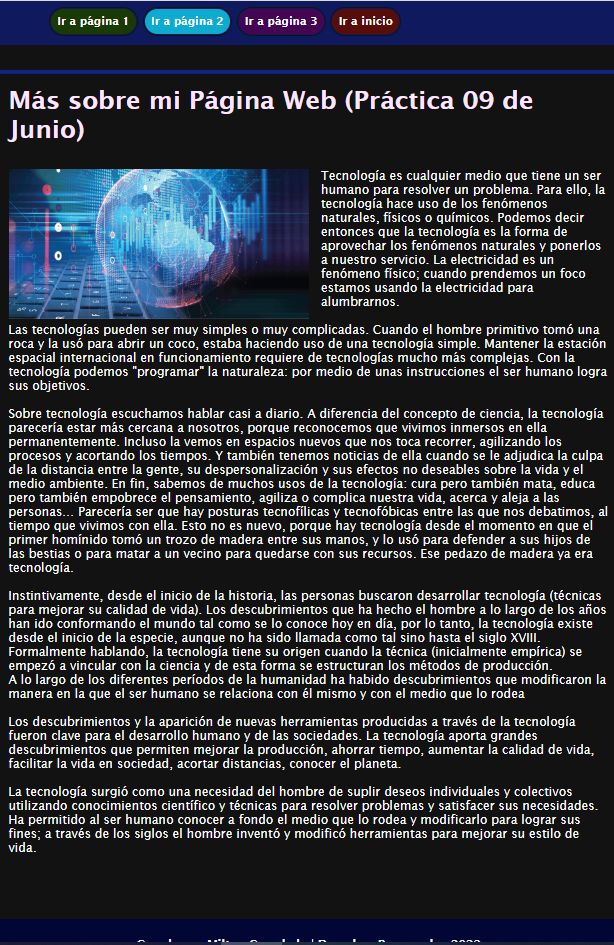 Ir a página 1 Ir a página 2 Ir a página 3 Ir a inicio
Más sobre mi Página Web (Práctica 09 de
Junio)
Tecnología es cualquier medio que tiene un ser
humano para resolver un problema. Para ello, la
tecnología hace uso de los fenómenos
naturales, físicos o químicos. Podemos decir
entonces que la tecnología es la forma de
aprovechar los fenómenos naturales y ponerlos
a nuestro servicio. La electricidad es un
fenómeno físico; cuando prendemos un foco
estamos usando la electricidad para
alumbrarnos.
Las tecnologías pueden ser muy simples o muy complicadas. Cuando el hombre primitivo tomó una
roca y la usó para abrir un coco, estaba haciendo uso de una tecnología simple. Mantener la estación
espacial internacional en funcionamiento requiere de tecnologías mucho más complejas. Con la
tecnología podemos "programar" la naturaleza: por medio de unas instrucciones el ser humano logra
sus objetivos.
Sobre tecnología escuchamos hablar casi a diario. A diferencia del concepto de ciencia, la tecnología
parecería estar más cercana a nosotros, porque reconocemos que vivimos inmersos en ella
permanentemente. Incluso la vemos en espacios nuevos que nos toca recorrer, agilizando los
procesos y acortando los tiempos. Y también tenemos noticias de ella cuando se le adjudica la culpa
de la distancia entre la gente, su despersonalización y sus efectos no deseables sobre la vida y el
medio ambiente. En fin, sabemos de muchos usos de la tecnología: cura pero también mata, educa
pero también empobrece el pensamiento, agiliza o complica nuestra vida, acerca y aleja a las
personas... Parecería ser que hay posturas tecnofílicas y tecnofóbicas entre las que nos debatimos, al
tiempo que vivimos con ella. Esto no es nuevo, porque hay tecnología desde el momento en que el
primer homínido tomó un trozo de madera entre sus manos, y lo usó para defender a sus hijos de
las bestias o para matar a un vecino para quedarse con sus recursos. Ese pedazo de madera ya era
tecnología.
Instintivamente, desde el inicio de la historia, las personas buscaron desarrollar tecnología (técnicas
para mejorar su calidad de vida). Los descubrimientos que ha hecho el hombre a lo largo de los años
han ido conformando el mundo tal como se lo conoce hoy en día, por lo tanto, la tecnología existe
desde el inicio de la especie, aunque no ha sido llamada como tal sino hasta el siglo XVIII.
Formalmente hablando, la tecnología tiene su origen cuando la técnica (inicialmente empírica) se
empezó a vincular con la ciencia y de esta forma se estructuran los métodos de producción.
A lo largo de los diferentes períodos de la humanidad ha habido descubrimientos que modificaron la
manera en la que el ser humano se relaciona con él mismo y con el medio que lo rodea
Los descubrimientos y la aparición de nuevas herramientas producidas a través de la tecnología
fueron clave para el desarrollo humano y de las sociedades. La tecnología aporta grandes
descubrimientos que permiten mejorar la producción, ahorrar tiempo, aumentar la calidad de vida,
facilitar la vida en sociedad, acortar distancias, conocer el planeta.
La tecnología surgió como una necesidad del hombre de suplir deseos individuales y colectivos
utilizando conocimientos científico y técnicas para resolver problemas y satisfacer sus necesidades.
Ha permitido al ser humano conocer a fondo el medio que lo rodea y modificarlo para lograr sus
fines; a través de los siglos el hombre inventó y modificó herramientas para mejorar su estilo de
vida.